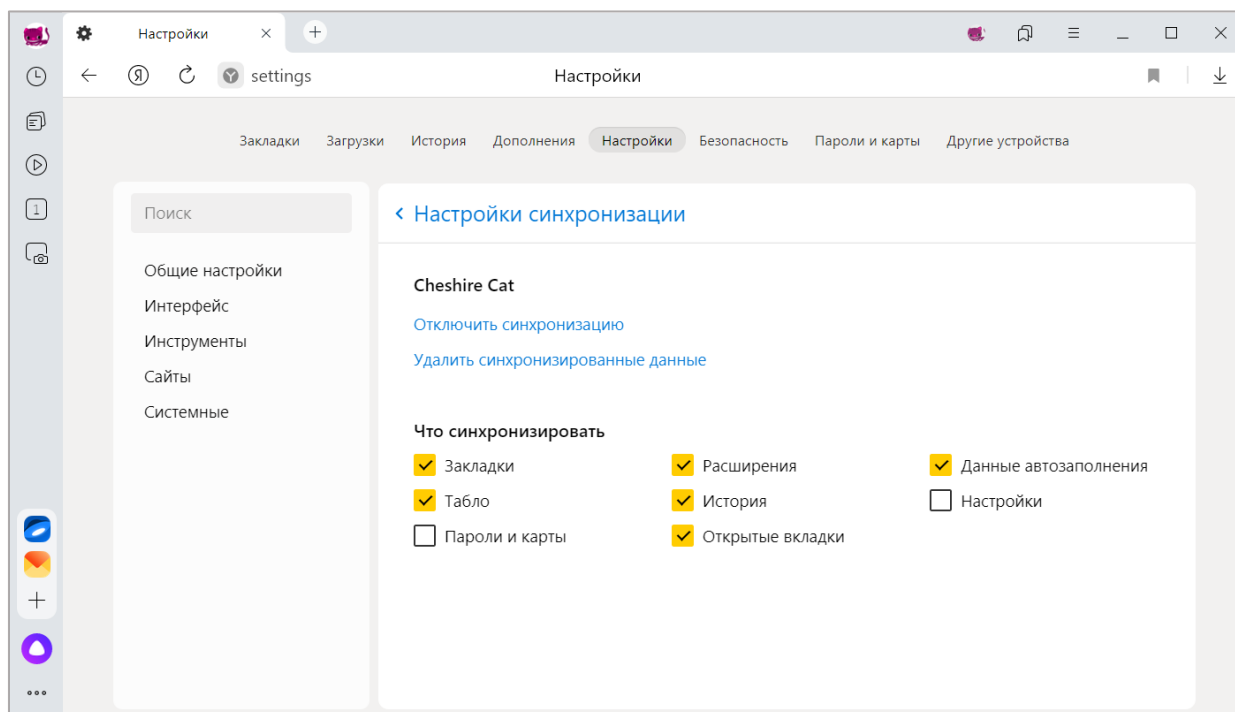 Настройки
settings
Настройки
Закладки Загрузки История Дополнения Настройки Безопасность Пароли и карты Другие устройства
1
Поиск
Общие настройки
Интерфейс
Инструменты
Сайты
Системные
Настройки синхронизации
Cheshire Cat
Отключить синхронизацию
Удалить синхронизированные данные
Что синхронизировать
Закладки Расширения Данные автозаполнения
Табло История Настройки
Пароли и карты Открытые вкладки